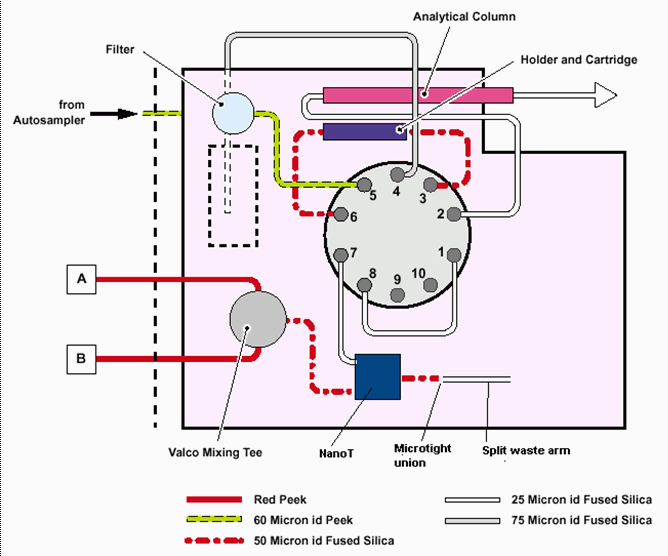 Analytical Column
Filter
Holder and Cartridge
from
Autosampler
5
4
3
6
2
7
1
8
9
10
A
B
Valco Mixing Tee
NanoT
Microtight
union
Split waste arm
Red Peek
25 Micron id Fused Silica
60 Micron id Peek
75 Micron id Fused Silica
50 Micron id Fused Silica